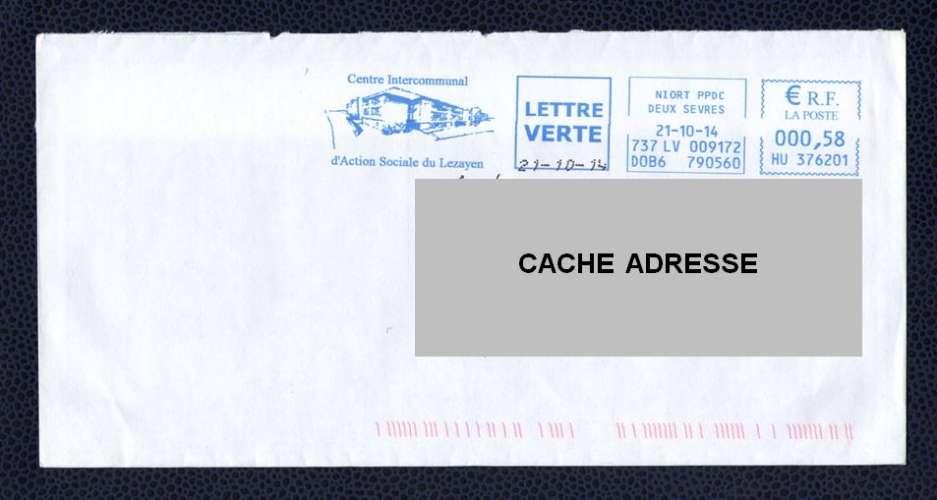 Centre Intercommunal
d'Action Sociale du Lezayen
LETTRE
VERTE
21-10-14
NIORT PPDC
DEUX SEVRES
21-10-14
737 LV 009172
D0B6 790560
€ R.F.
LA POSTE
000,58
HU 376201
CACHE ADRESSE